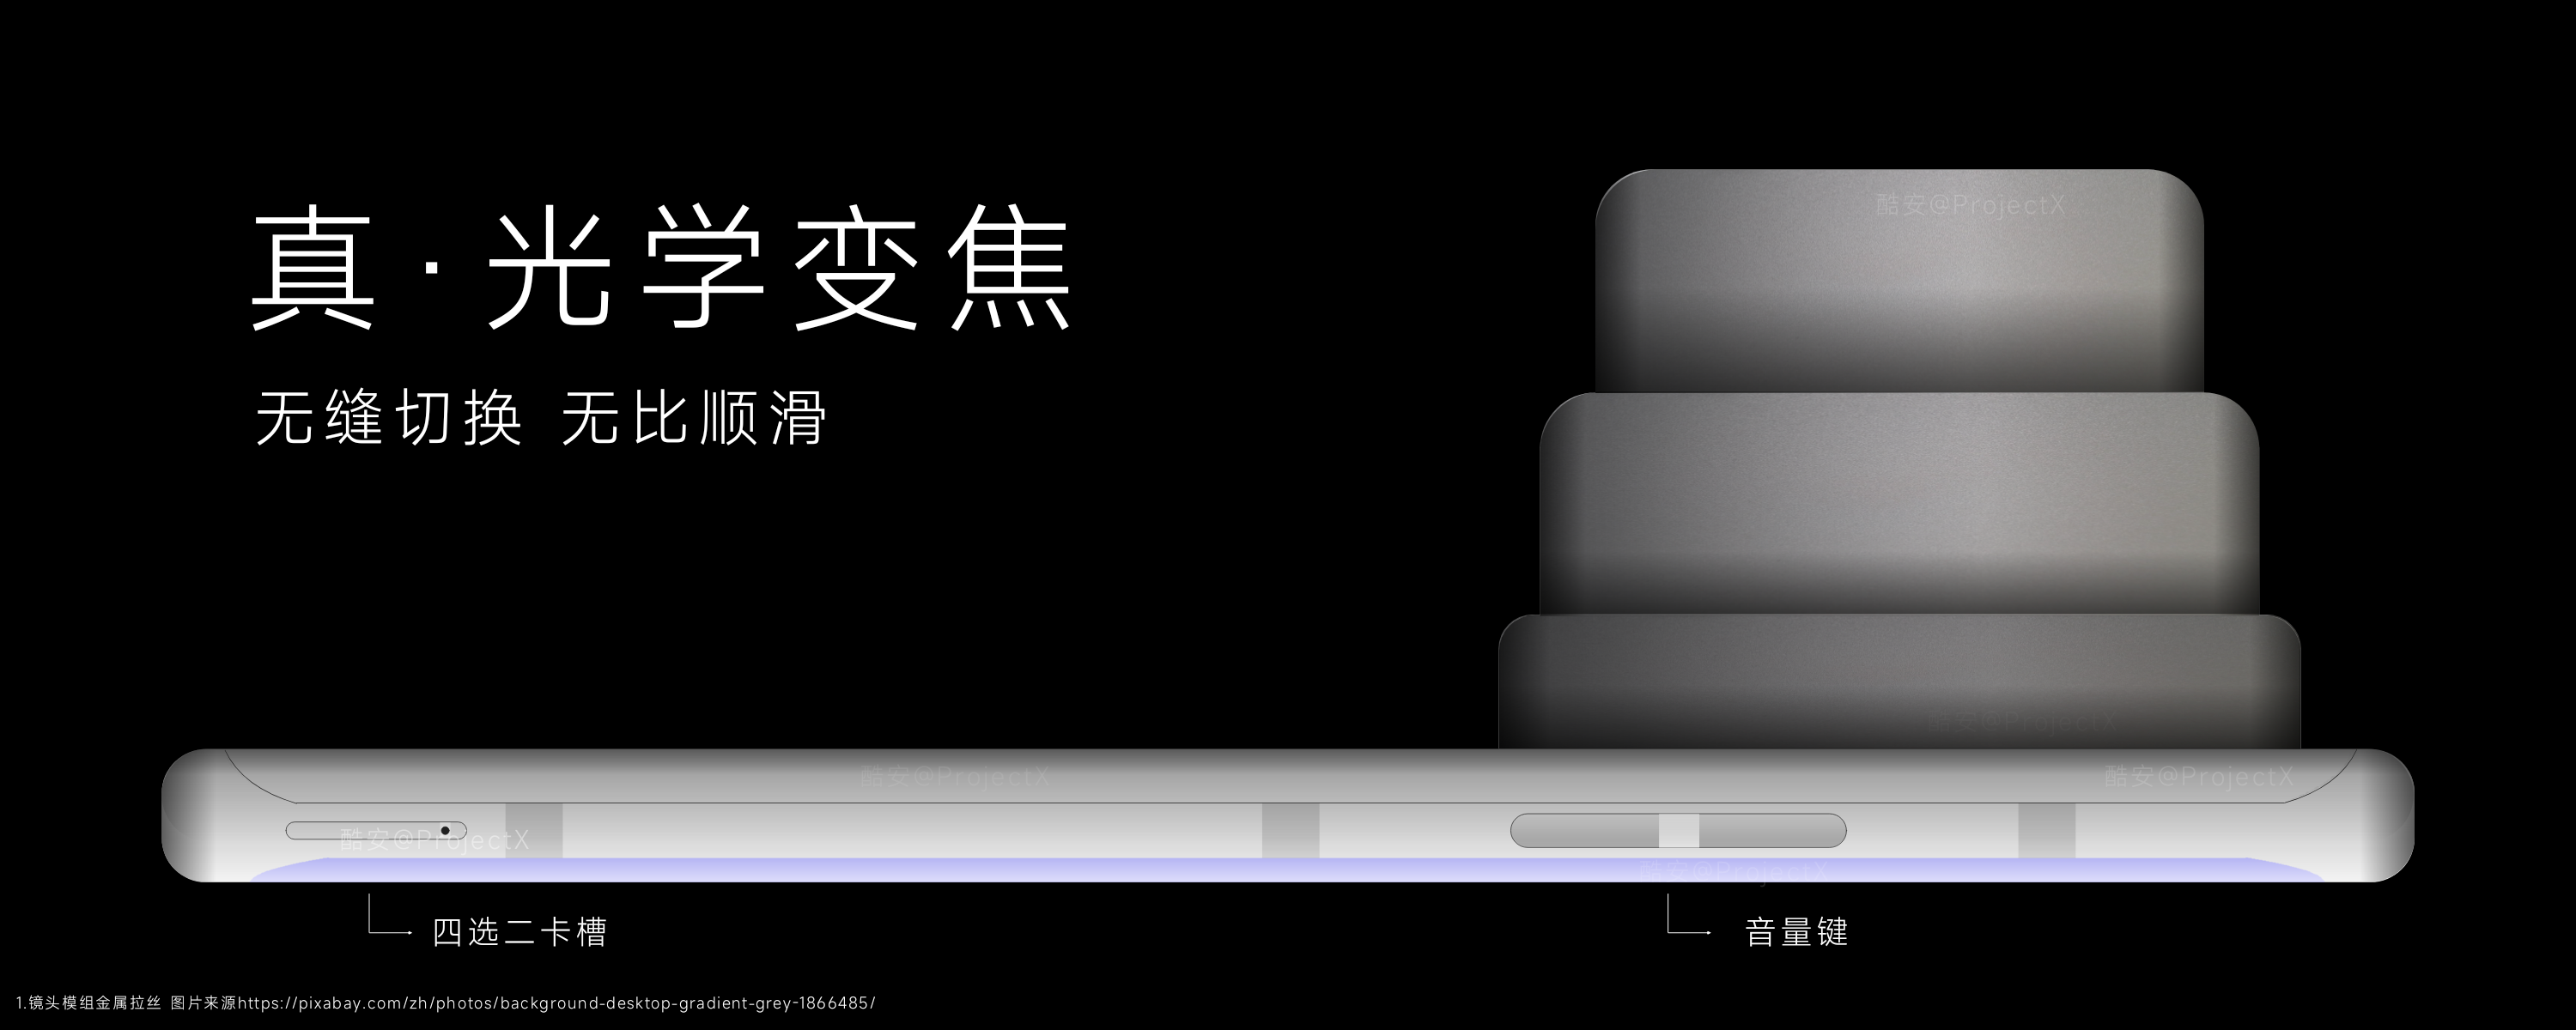 真·光学变焦
无缝切换 无比顺滑
酷安@ProjectX
酷安@ProjectX
酷安@ProjectX
酷安@ProjectX
酷安@ProjectX
酷安@ProjectX
四选二卡槽
音量键
1.镜头模组金属拉丝 图片来源https://pixabay.com/zh/photos/background-desktop-gradient-grey-1866485/